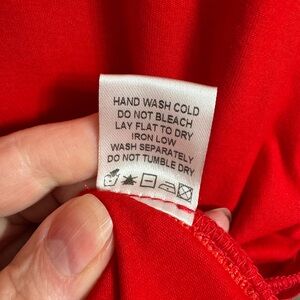 HAND WASH COLD
DO NOT BLEACH
LAY FLAT TO DRY
IRON LOW
WASH SEPARATELY
DO NOT TUMBLE DRY